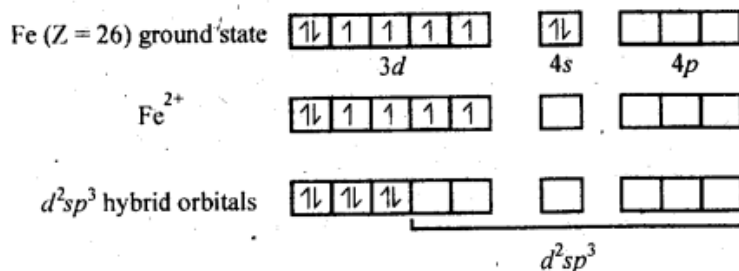 Fe (Z = 26) ground state
3d 4s 4p
Fe²⁺
d²sp³ hybrid orbitals
d²sp³